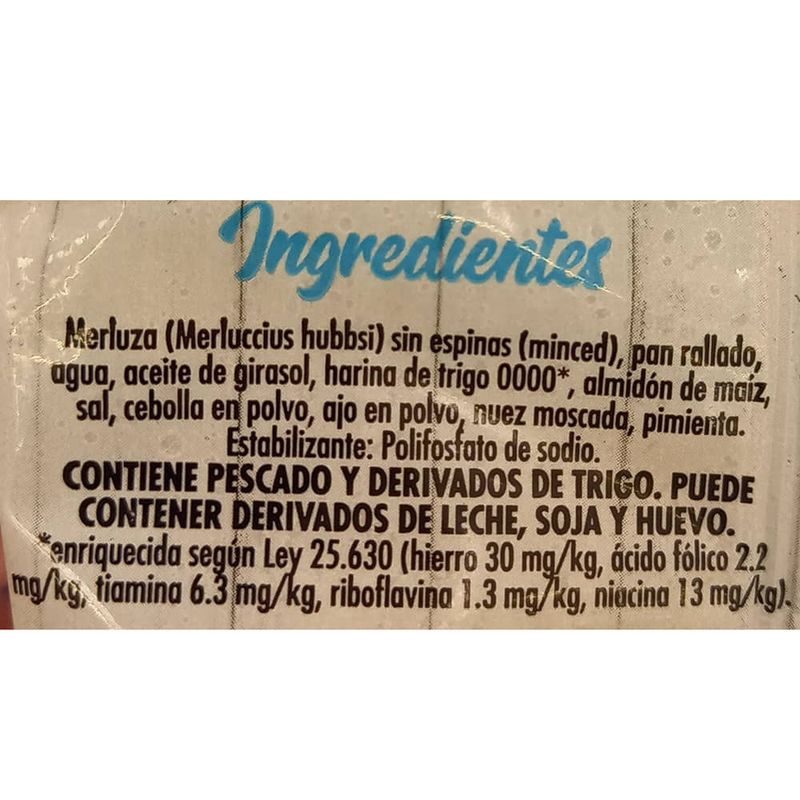 Ingredientes
Merluza (Merluccius hubbsi) sin espinas (minced), pan rallado,
agua, aceite de girasol, harina de trigo 0000*, almidón de maíz,
sal, cebolla en polvo, ajo en polvo, nuez moscada, pimienta.
Estabilizante: Polifosfato de sodio.
CONTIENE PESCADO Y DERIVADOS DE TRIGO. PUEDE
CONTENER DERIVADOS DE LECHE, SOJA Y HUEVO.
*enriquecida según Ley 25.630 (hierro 30 mg/kg, ácido fólico 2.2
mg/kg, tiamina 6.3 mg/kg, riboflavina 1.3 mg/kg, niacina 13 mg/kg).